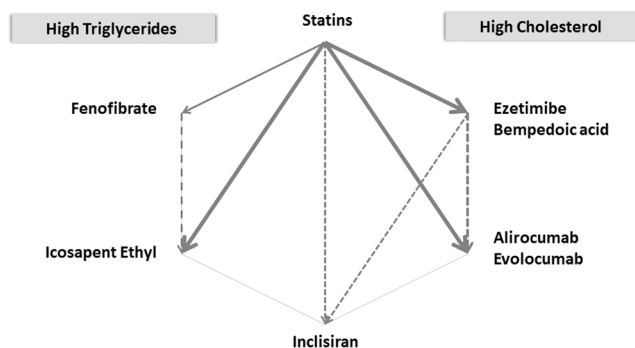 Statins
High Triglycerides
High Cholesterol
Fenofibrate
Ezetimibe
Bempedoic acid
Icosapent Ethyl
Alirocumab
Evolocumab
Inclisiran